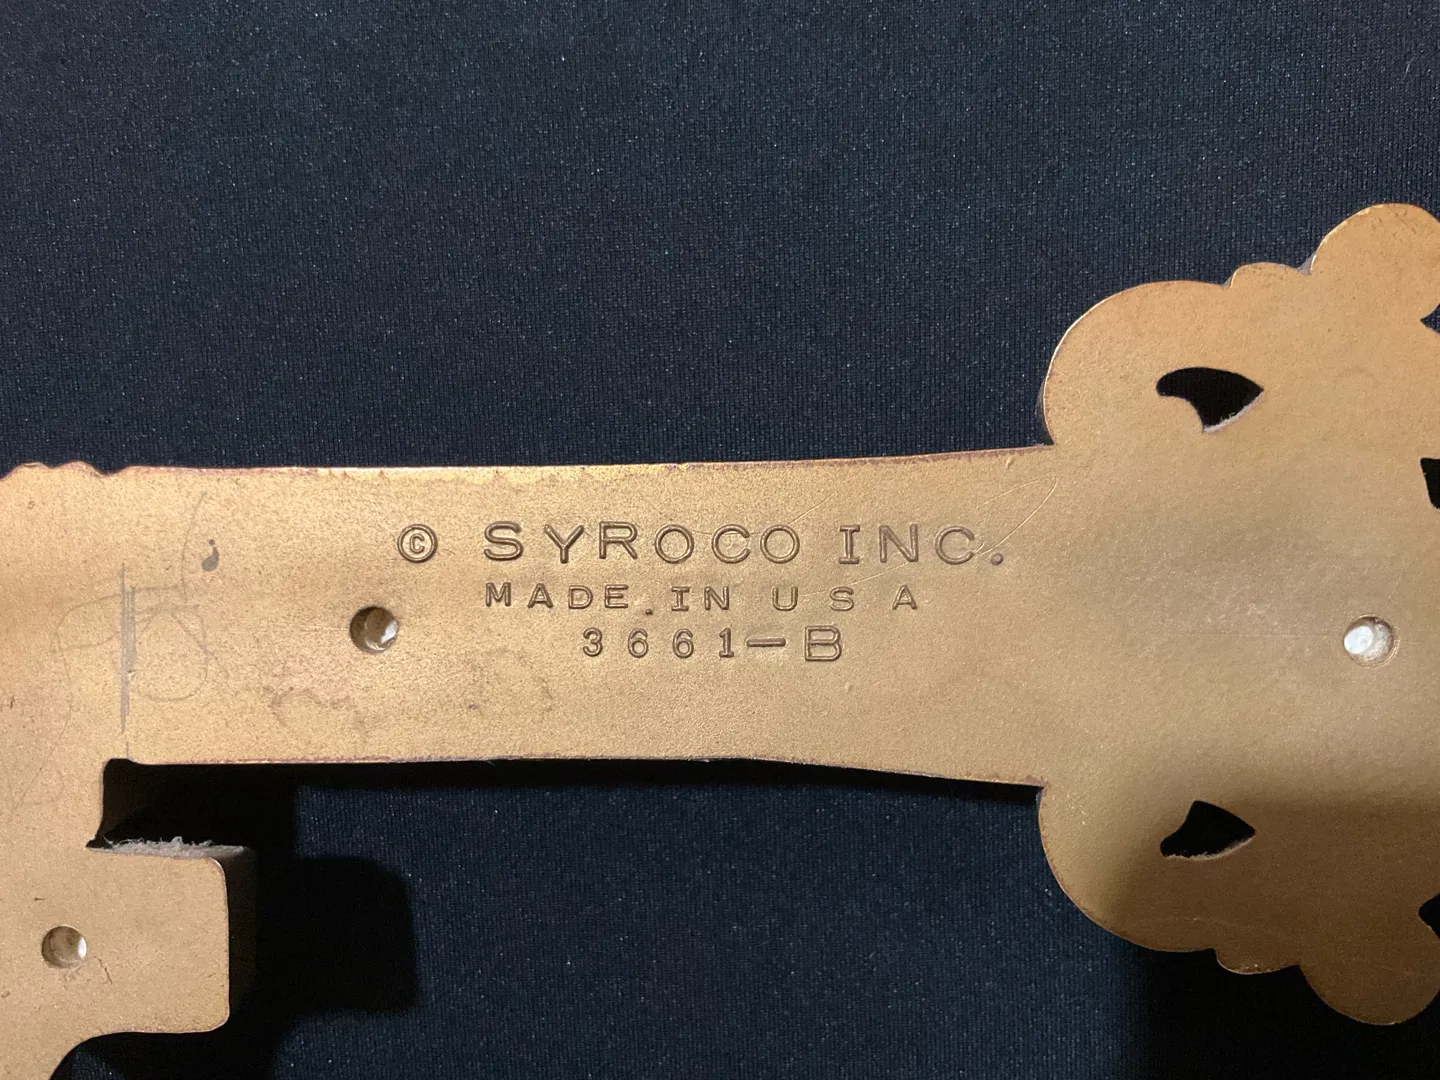 © SYROCO INC.
MADE IN U S A
3661-B